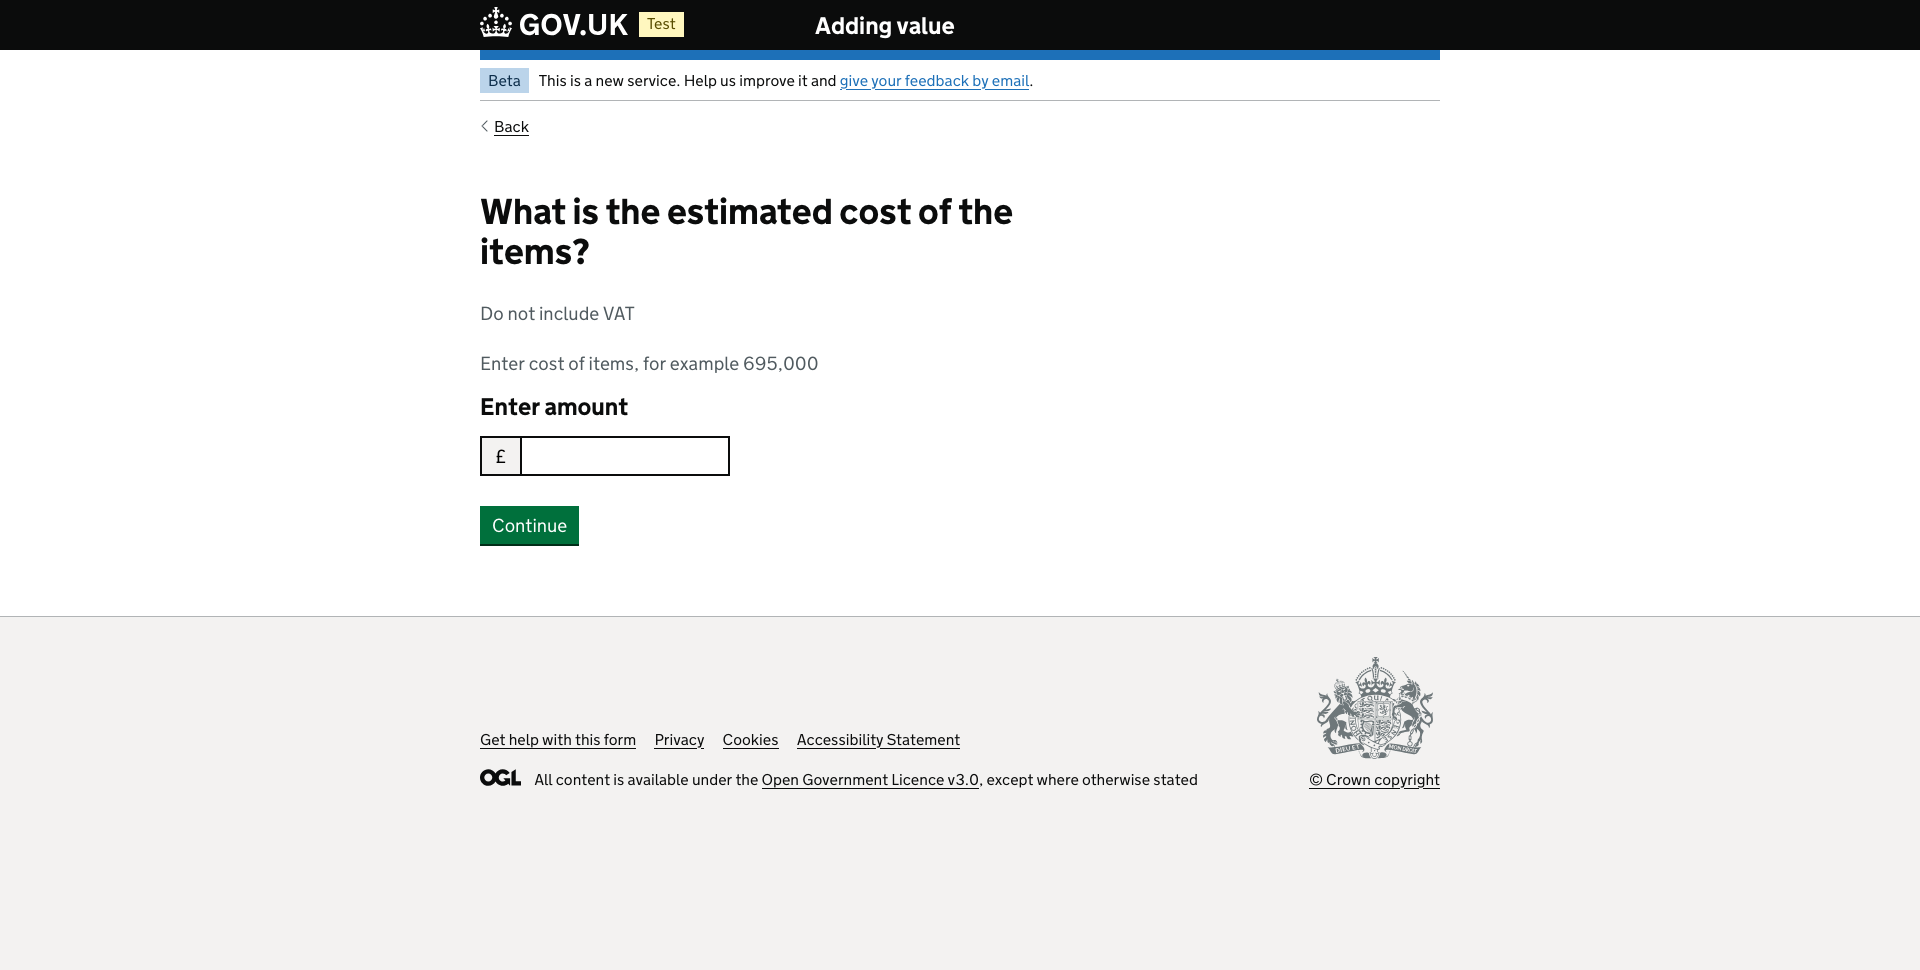 GOV.UK Test Adding value
Beta This is a new service. Help us improve it and give your feedback by email.
Back
What is the estimated cost of the
items?
Do not include VAT
Enter cost of items, for example 695,000
Enter amount
£
Continue
Get help with this form Privacy Cookies Accessibility Statement
OGL All content is available under the Open Government Licence v3.0, except where otherwise stated
© Crown copyright